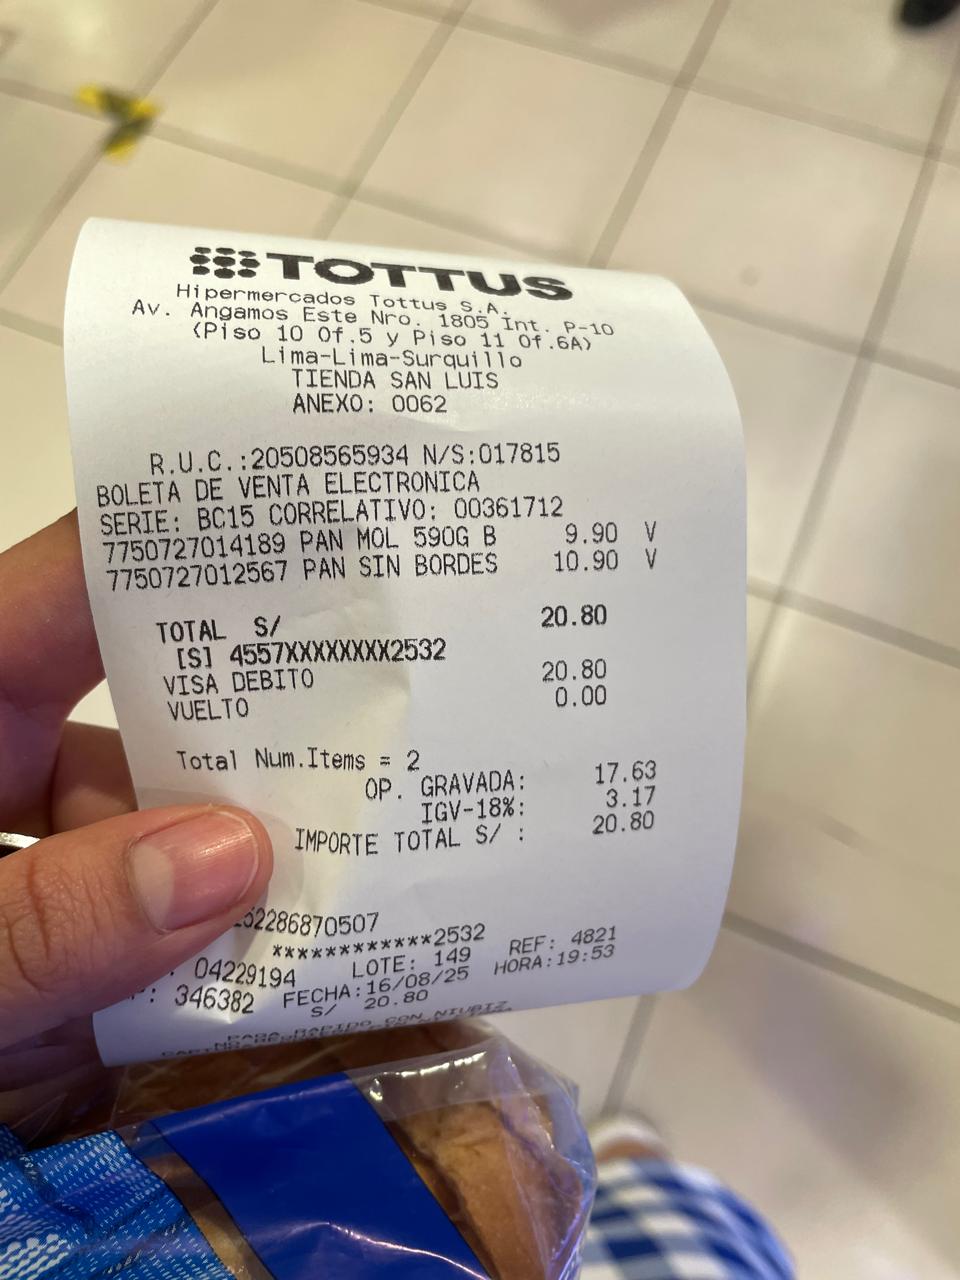 TOTTUS
Hipermercados Tottus S.A.
Av. Angamos Este Nro. 1805 Int. P-10
(Piso 10 Of.5 y Piso 11 Of.6A)
Lima-Lima-Surquillo
TIENDA SAN LUIS
ANEXO: 0062
R.U.C.:20508565934 N/S:017815
BOLETA DE VENTA ELECTRONICA
SERIE: BC15 CORRELATIVO: 00361712
7750727014189 PAN MOL 590G B 9.90 V
7750727012567 PAN SIN BORDES 10.90 V
TOTAL S/ 20.80
[S] 4557XXXXXXXX2532
VISA DEBITO 20.80
VUELTO 0.00
Total Num.Items = 2
OP. GRAVADA: 17.63
IGV-18%: 3.17
IMPORTE TOTAL S/ : 20.80
52286870507
************2532
: 04229194 LOTE: 149 REF: 4821
: 346382 FECHA:16/08/25 HORA:19:53
S/ 20.80
PAGA RAPIDO CON NIUBIZ